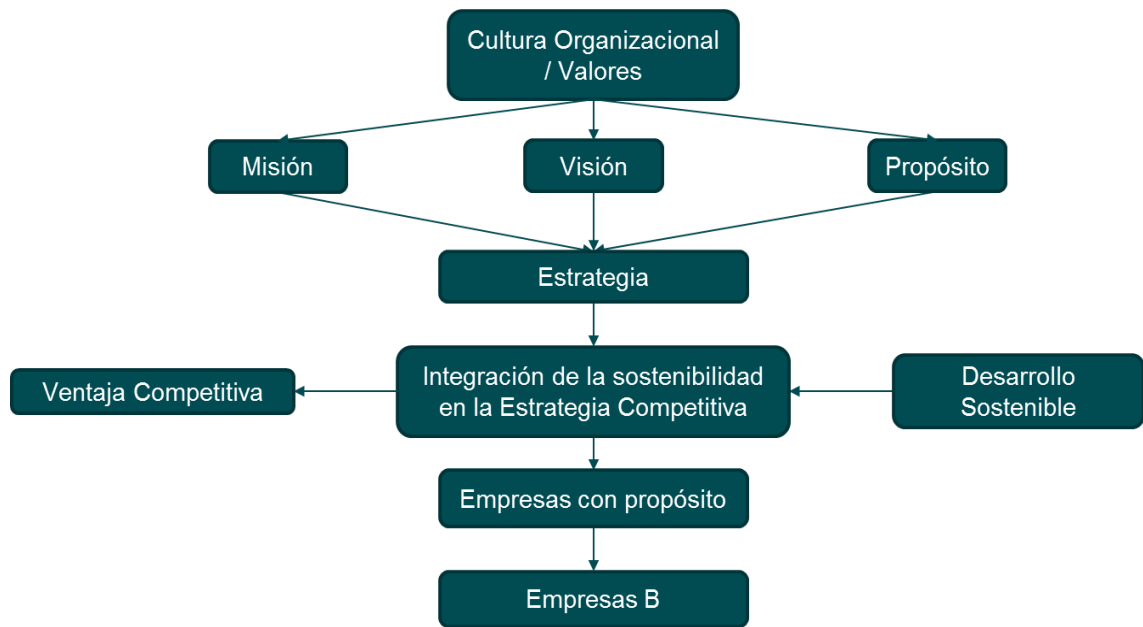 Cultura Organizacional
/ Valores
Misión
Visión
Propósito
Estrategia
Ventaja Competitiva
Integración de la sostenibilidad
en la Estrategia Competitiva
Desarrollo
Sostenible
Empresas con propósito
Empresas B